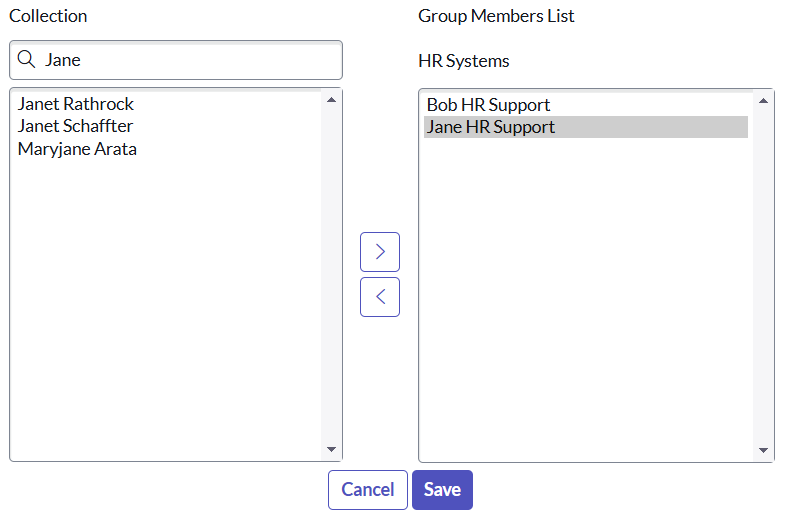 Collection
Jane
Janet Rathrock
Janet Schaffter
Maryjane Arata
Group Members List
HR Systems
Bob HR Support
Jane HR Support
Cancel
Save